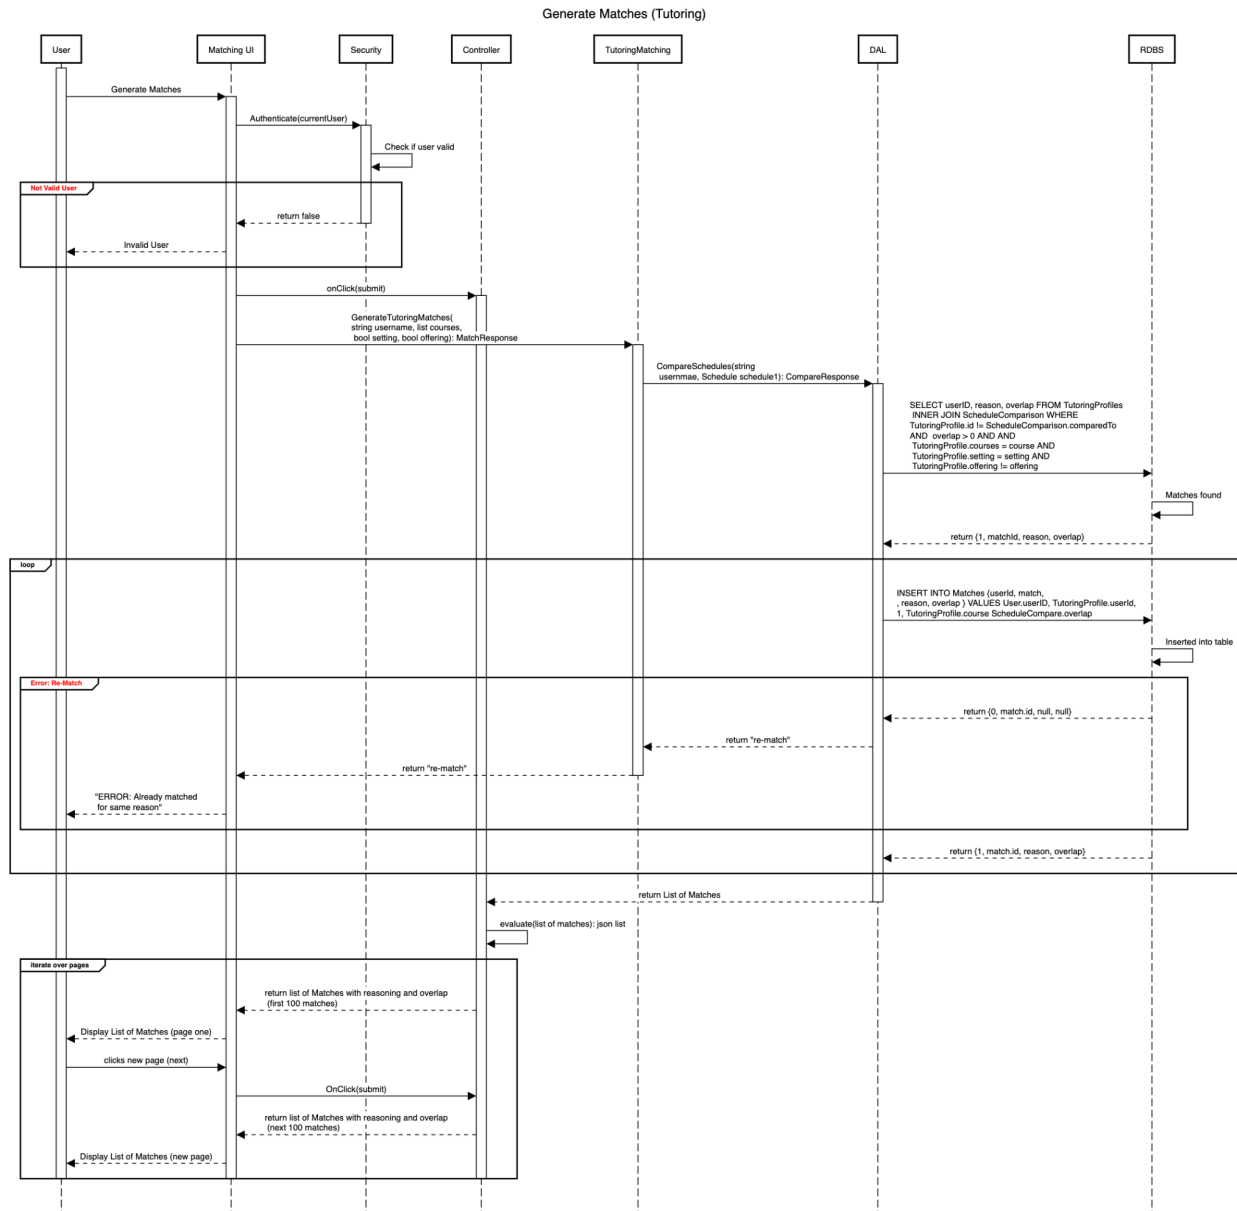 Generate Matches (Tutoring)
User
Matching UI
Security
Controller
TutoringMatching
DAL
RDBS
Generate Matches
Authenticate(currentUser)
Check if user valid
Not Valid User
return false
Invalid User
onClick(submit)
GenerateTutoringMatches(
string username, list courses,
bool setting, bool offering): MatchResponse
CompareSchedules(string
usernmae, Schedule schedule1): CompareResponse
SELECT userID, reason, overlap FROM TutoringProfiles
INNER JOIN ScheduleComparison WHERE
TutoringProfile.id != ScheduleComparison.comparedTo
AND overlap > 0 AND AND
TutoringProfile.courses = course AND
TutoringProfile.setting = setting AND
TutoringProfile.offering != offering
Matches found
return {1, matchId, reason, overlap}
loop
INSERT INTO Matches {userId, match,
, reason, overlap } VALUES User.userID, TutoringProfile.userId,
1, TutoringProfile.course ScheduleCompare.overlap
Inserted into table
Error: Re-Match
return {0, match.id, null, null}
return "re-match"
return "re-match"
"ERROR: Already matched
for same reason"
return {1, match.id, reason, overlap}
return List of Matches
evaluate(list of matches): json list
iterate over pages
return list of Matches with reasoning and overlap
(first 100 matches)
Display List of Matches (page one)
clicks new page (next)
OnClick(submit)
return list of Matches with reasoning and overlap
(next 100 matches)
Display List of Matches (new page)